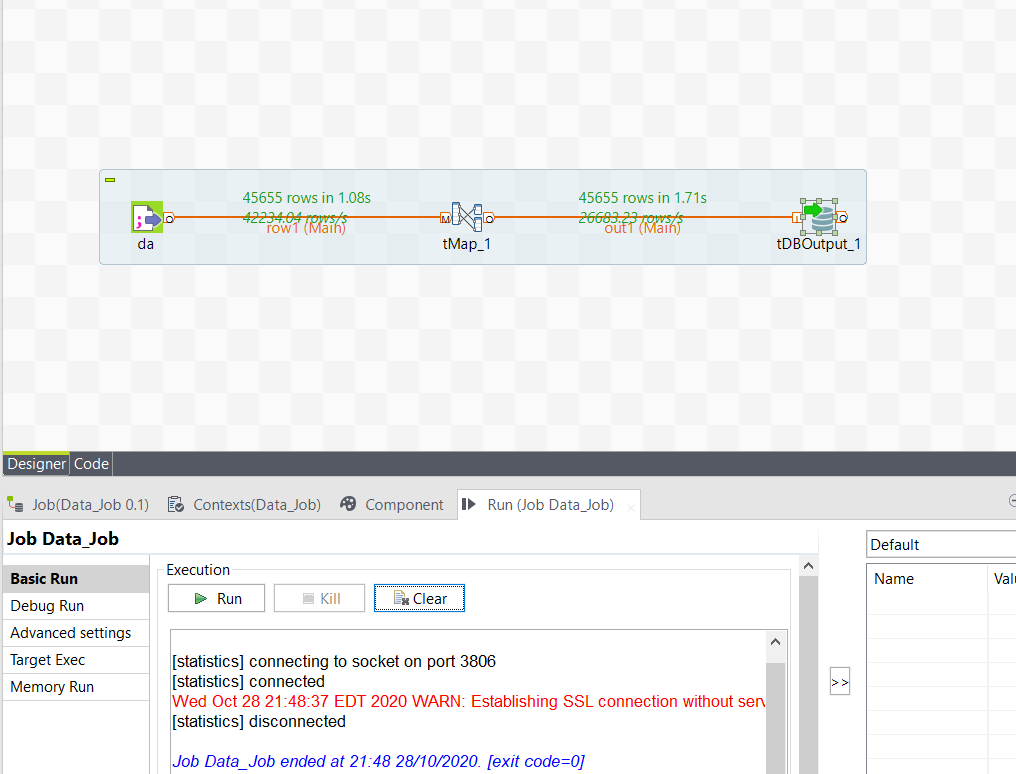 45655 rows in 1.08s
42234.04 rows/s
row1 (Main)
45655 rows in 1.71s
26683.23 rows/s
out1 (Main)
O
M
O
I
O
da
tMap_1
tDBOutput_1
Designer
Code
Job(Data_Job 0.1)
Contexts(Data_Job)
Component
Run (Job Data_Job)
Job Data_Job
Default
Basic Run
Debug Run
Advanced settings
Target Exec
Memory Run
Execution
Run
Kill
Clear
[statistics] connecting to socket on port 3806
[statistics] connected
Wed Oct 28 21:48:37 EDT 2020 WARN: Establishing SSL connection without serv
[statistics] disconnected
Job Data_Job ended at 21:48 28/10/2020. [exit code=0]
>>
Name
Valu